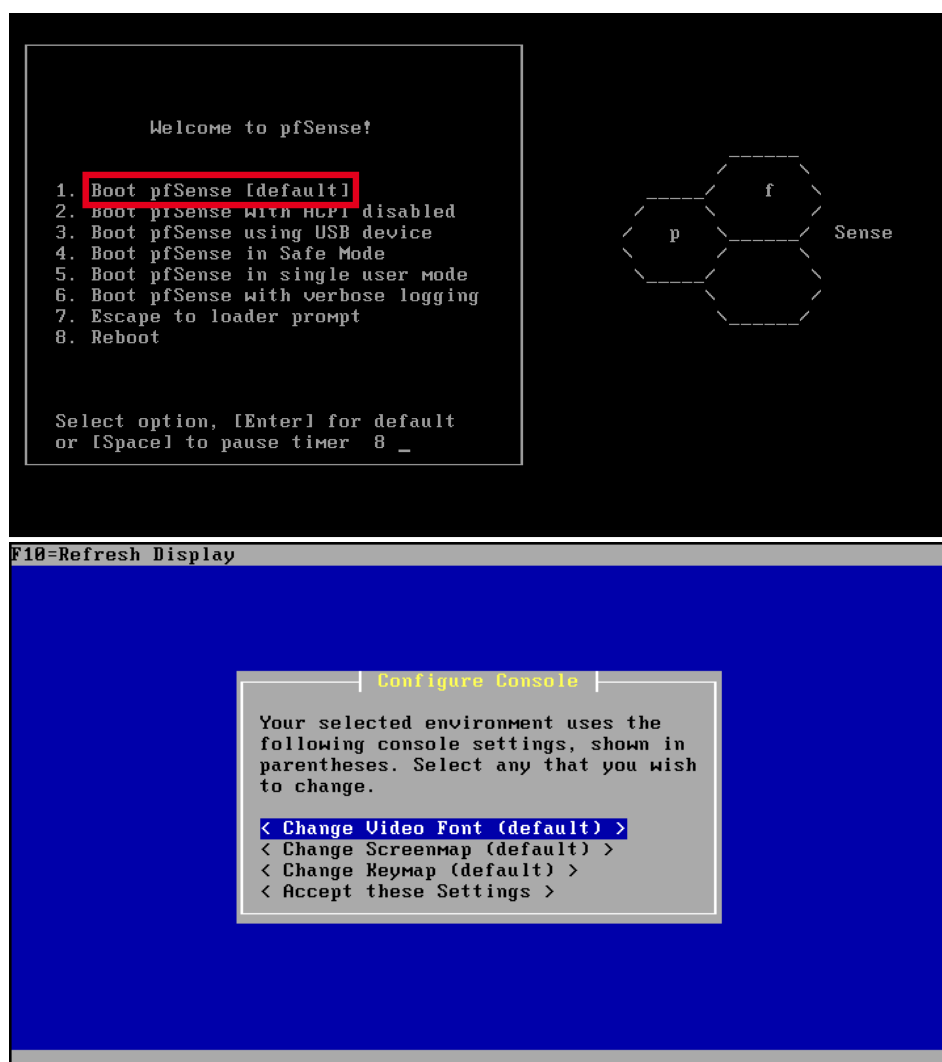 Welcome to pfSense!
1. Boot pfSense [default]
2. Boot pfSense with ACPI disabled
3. Boot pfSense using USB device
4. Boot pfSense in Safe Mode
5. Boot pfSense in single user mode
6. Boot pfSense with verbose logging
7. Escape to loader prompt
8. Reboot
Select option, [Enter] for default
or [Space] to pause timer 8 _
f
p
Sense
F10=Refresh Display
Configure Console
Your selected environment uses the
following console settings, shown in
parentheses. Select any that you wish
to change.
< Change Video Font (default) >
< Change Screenmap (default) >
< Change Keymap (default) >
< Accept these Settings >